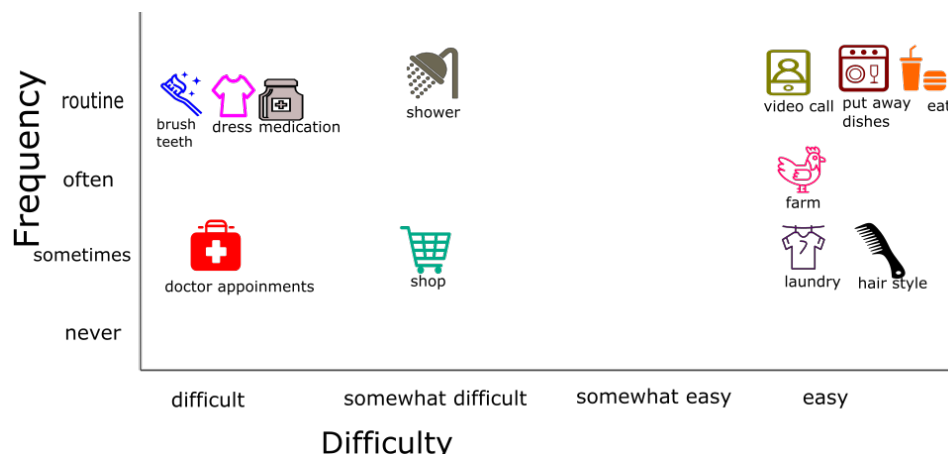 Frequency
routine
often
sometimes
never
brush
teeth
dress
medication
shower
video call
put away
dishes
eat
farm
doctor appoinments
shop
laundry
hair style
difficult
somewhat difficult
somewhat easy
easy
Difficulty